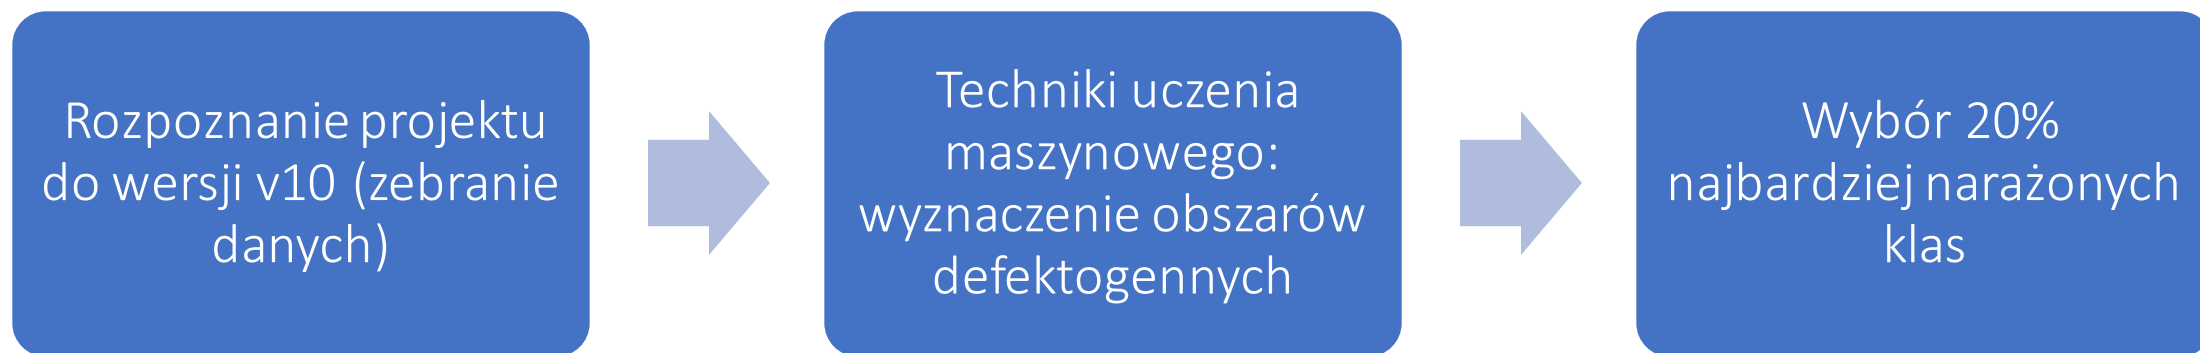 Rozpoznanie projektu
do wersji v10 (zebranie
danych)
Techniki uczenia
maszynowego:
wyznaczenie obszarów
defektogennych
Wybór 20%
najbardziej narażonych
klas